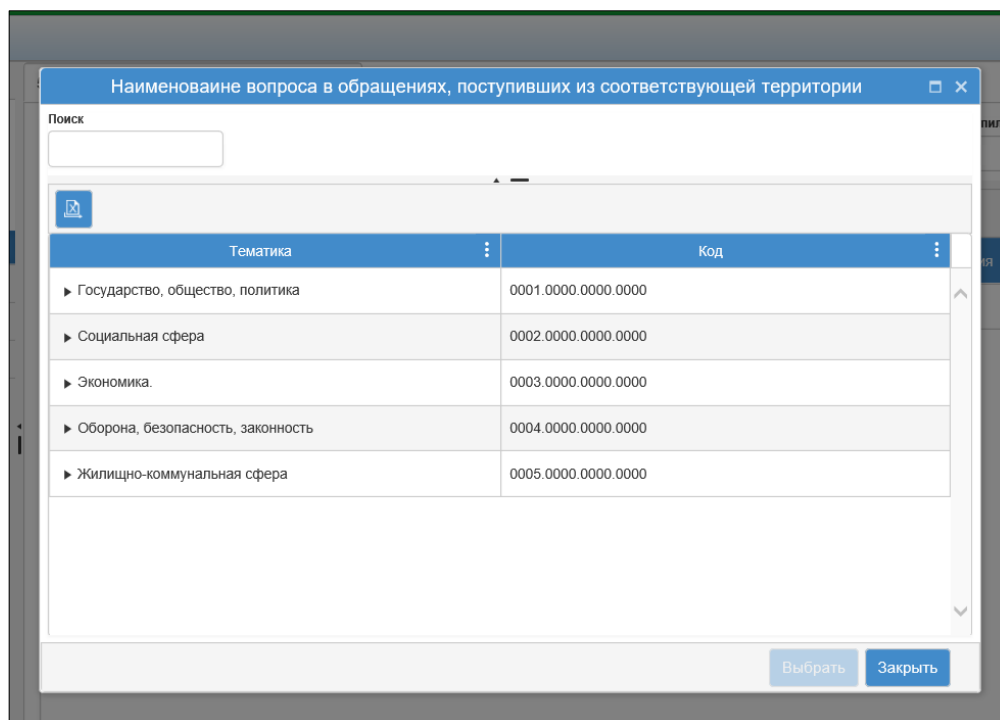 Наименоваине вопроса в обращениях, поступивших из соответствующей территории
Поиск
Тематика Код
Государство, общество, политика 0001.0000.0000.0000
Социальная сфера 0002.0000.0000.0000
Экономика. 0003.0000.0000.0000
Оборона, безопасность, законность 0004.0000.0000.0000
Жилищно-коммунальная сфера 0005.0000.0000.0000
Выбрать Закрыть